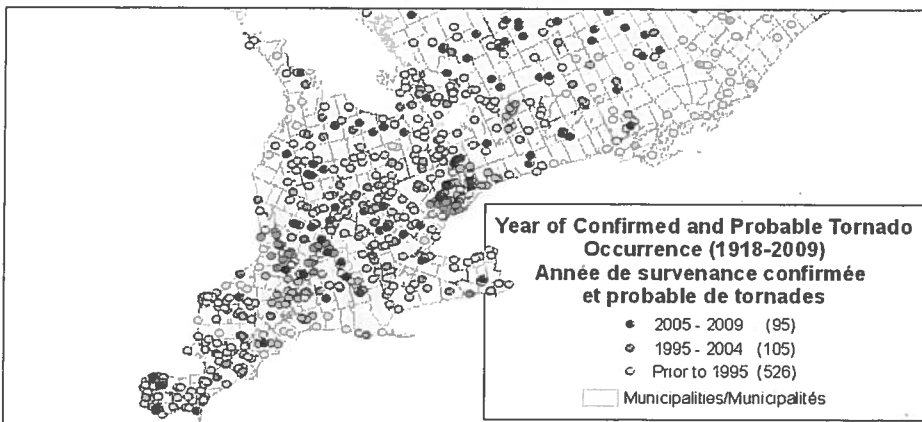 Year of Confirmed and Probable Tornado
Occurrence (1918-2009)
Année de survenance confirmée
et probable de tornades
2005 - 2009 (95)
1995 - 2004 (105)
Prior to 1995 (526)
Municipalities/Municipalités